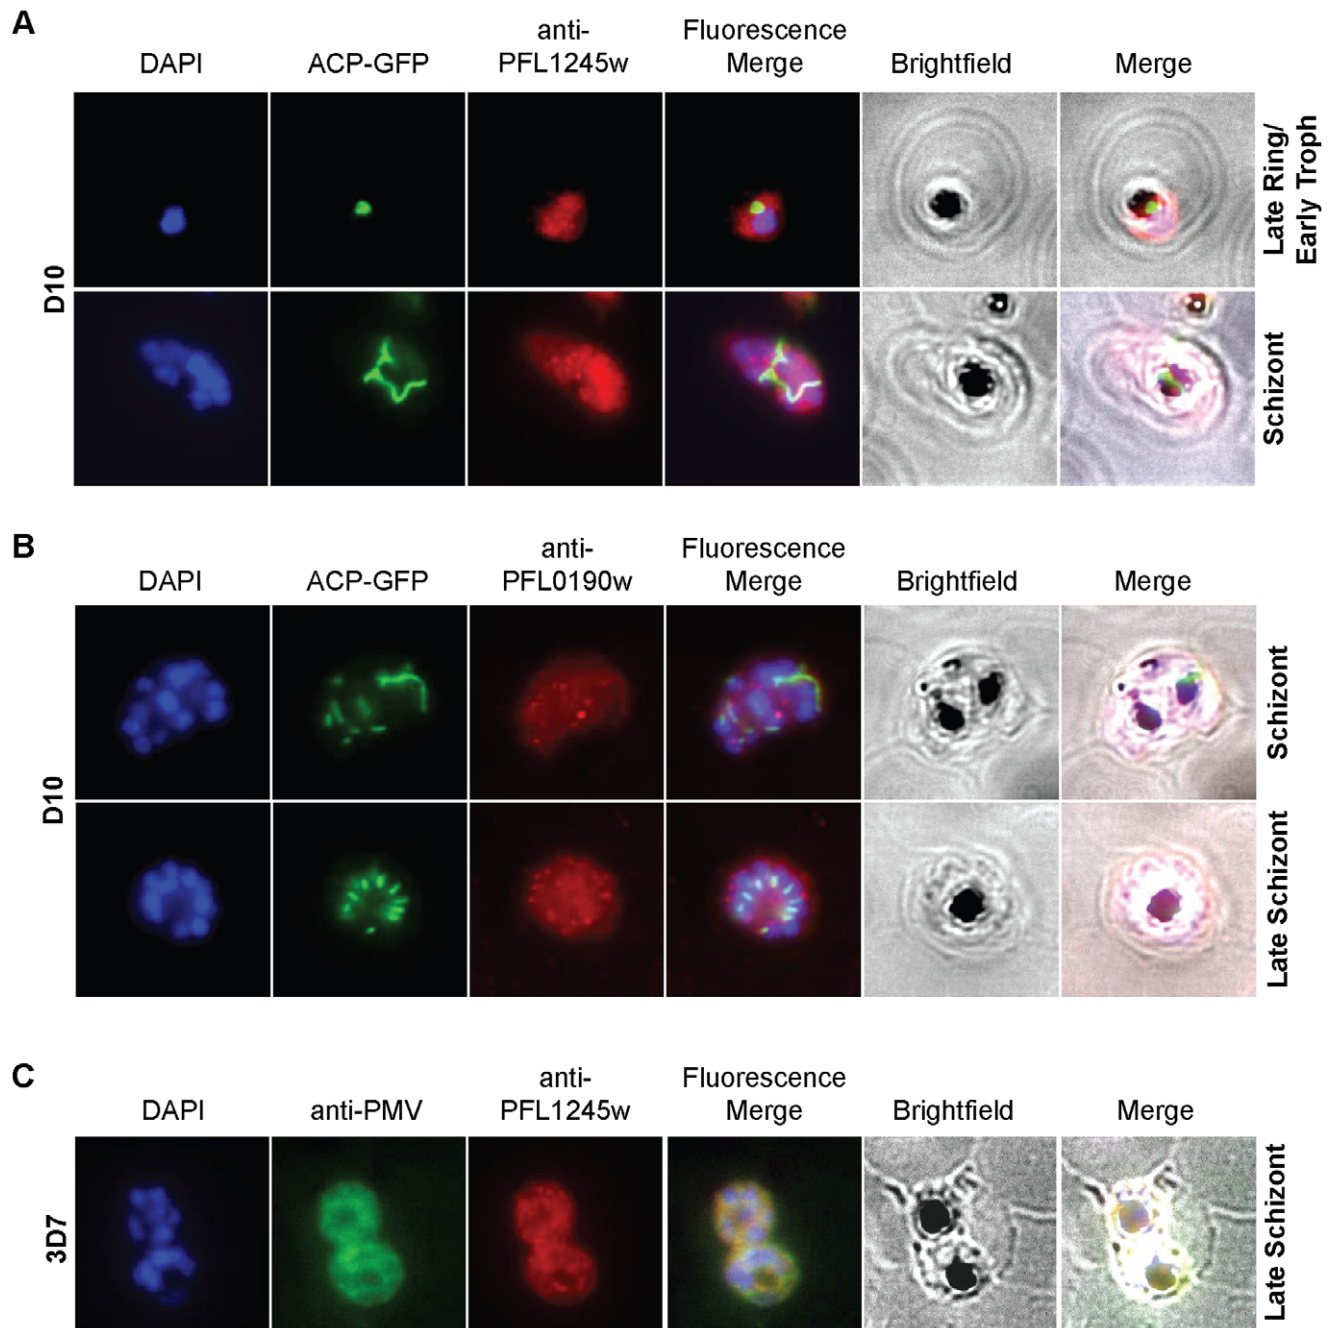 A
DAPI
ACP-GFP
anti-
PFL1245w
Fluorescence
Merge
Brightfield
Merge
D10
Late Ring/
Early Troph
Schizont
B
DAPI
ACP-GFP
anti-
PFL0190w
Fluorescence
Merge
Brightfield
Merge
D10
Schizont
Late Schizont
C
DAPI
anti-PMV
anti-
PFL1245w
Fluorescence
Merge
Brightfield
Merge
3D7
Late Schizont